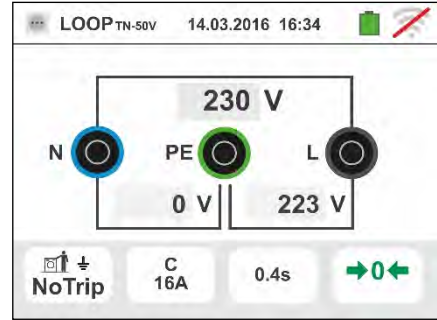 LOOP TN-50V 14.03.2016 16:34
230 V
N PE L
0 V 223 V
NoTrip C 16A 0.4s →0←